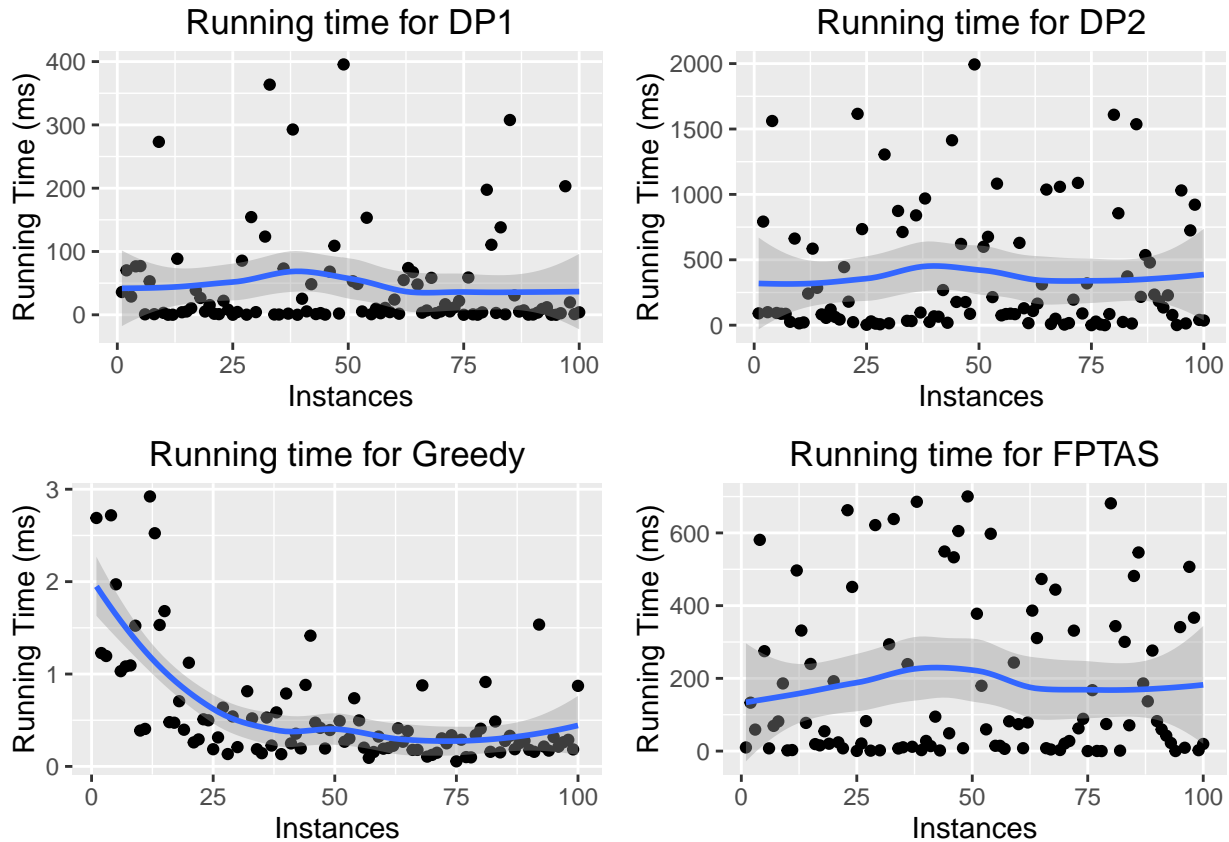 Running time for DP1
Running Time (ms)
400
300
200
100
0
0 25 50 75 100
Instances
Running time for DP2
Running Time (ms)
2000
1500
1000
500
0
0 25 50 75 100
Instances
Running time for Greedy
Running Time (ms)
3
2
1
0
0 25 50 75 100
Instances
Running time for FPTAS
Running Time (ms)
600
400
200
0
0 25 50 75 100
Instances